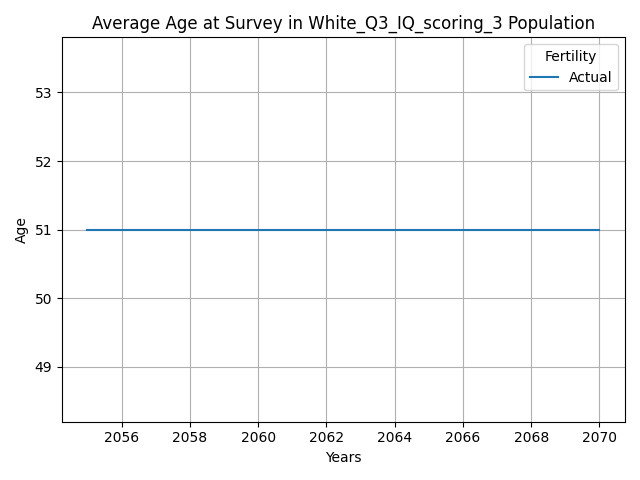 Average Age at Survey in White_Q3_IQ_scoring_3 Population
Fertility
Actual
53
52
51
50
49
Age
2056 2058 2060 2062 2064 2066 2068 2070
Years